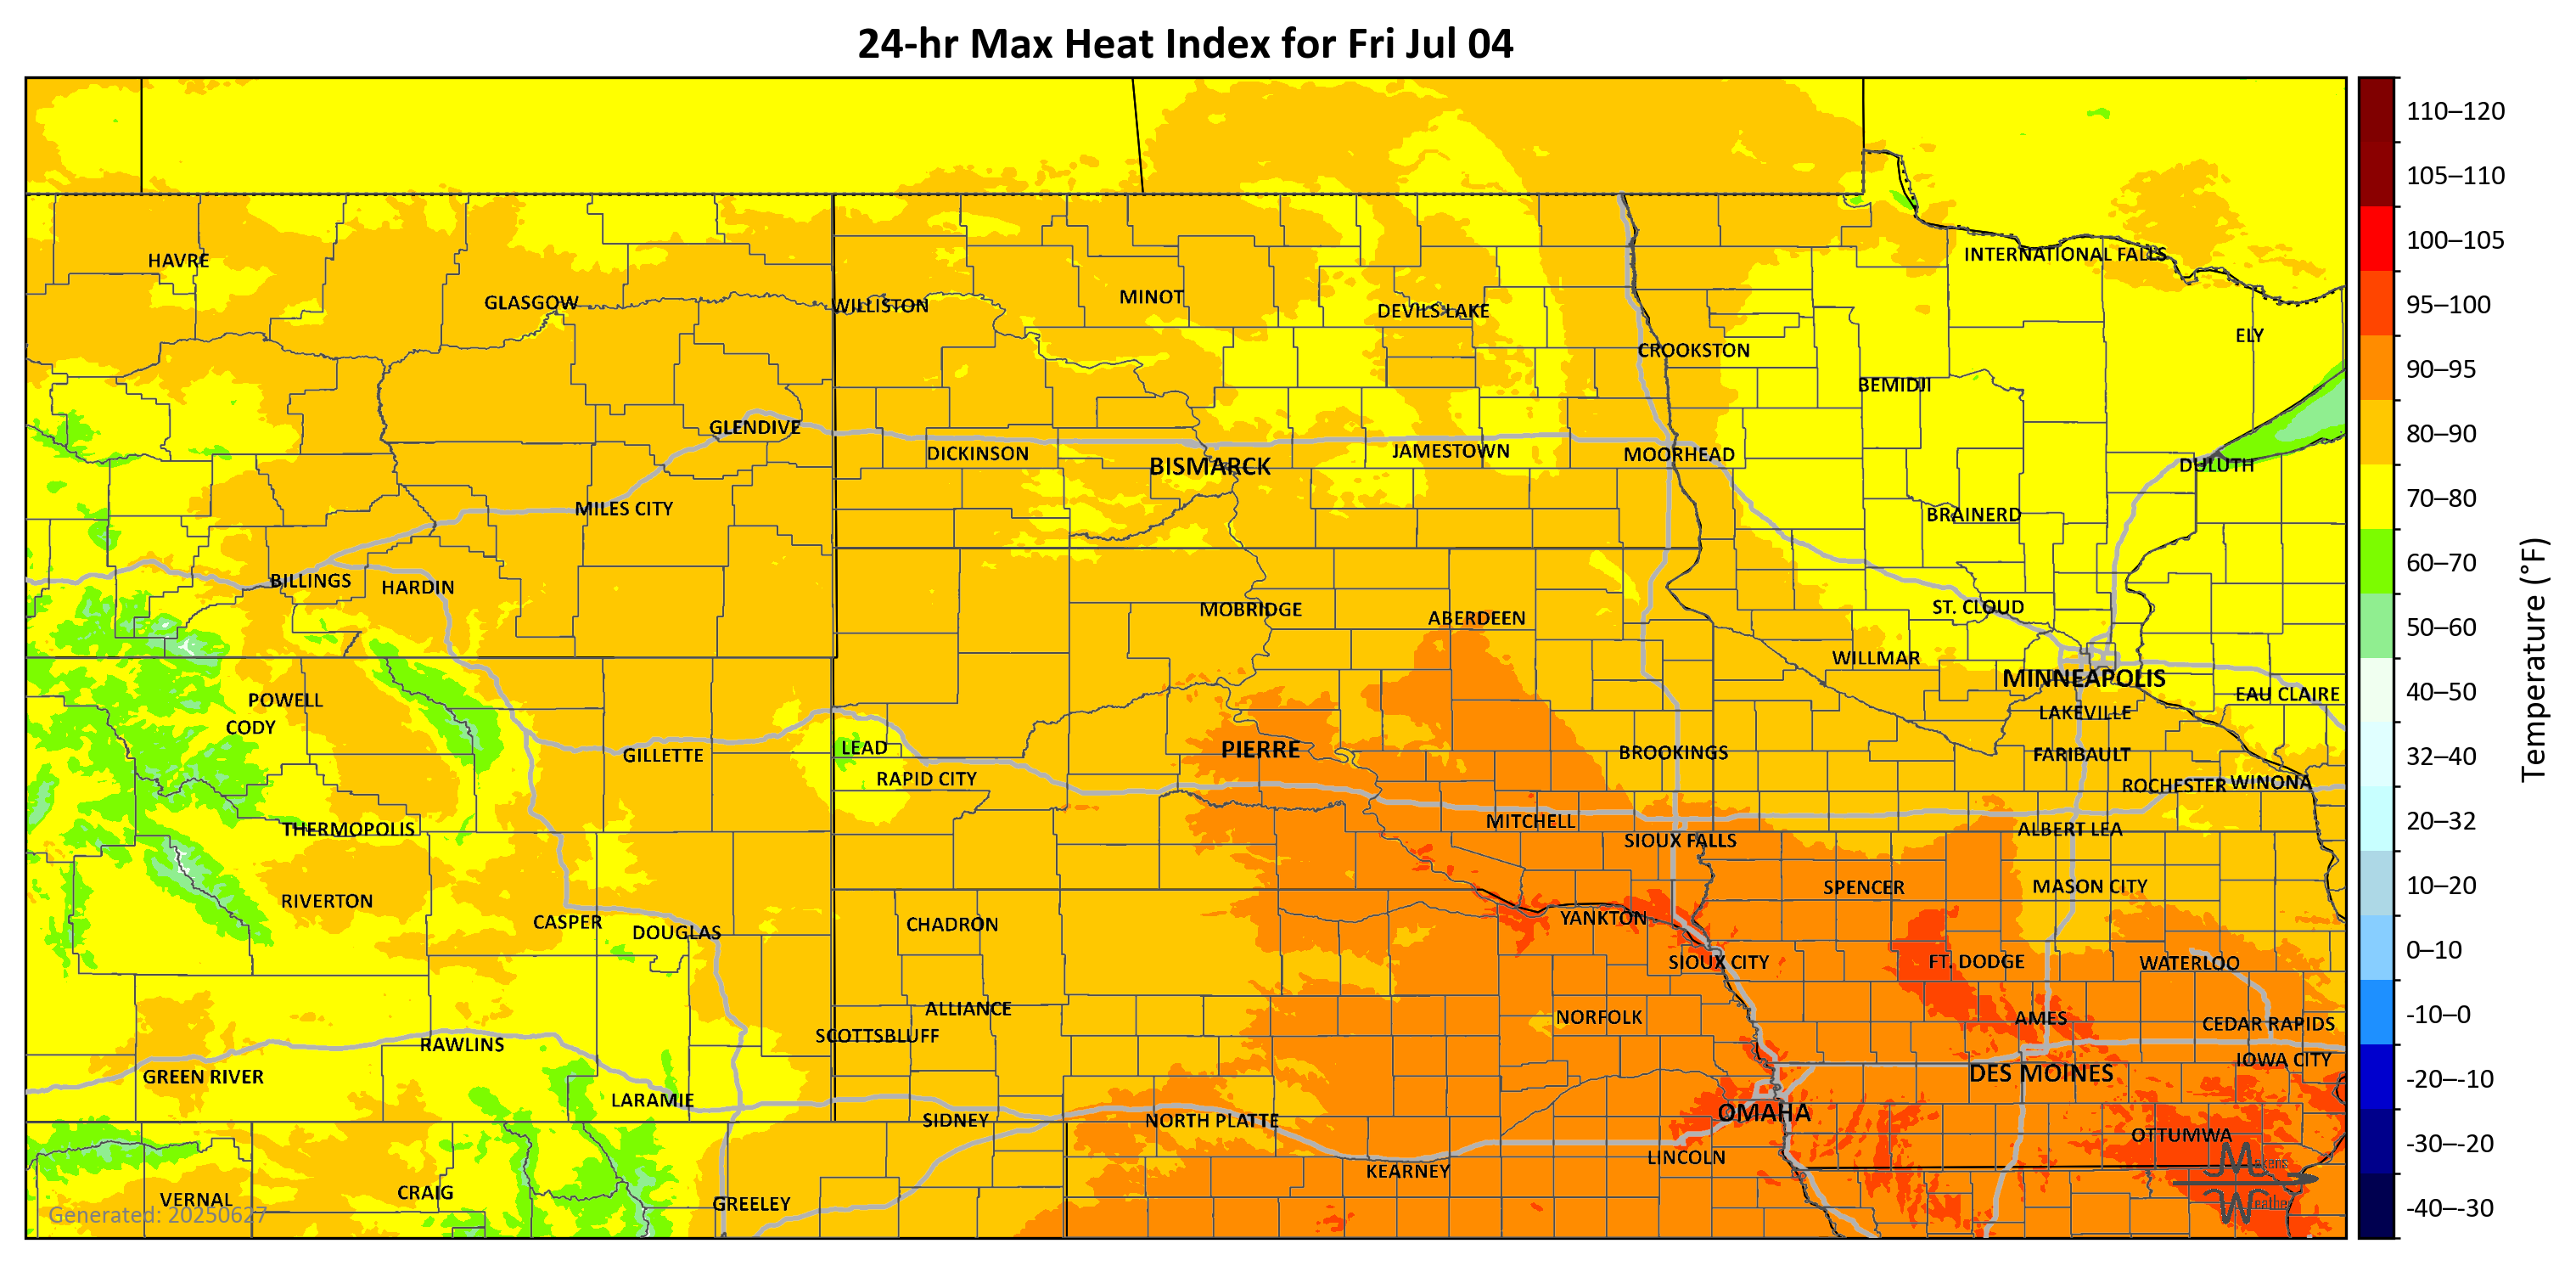 24-hr Max Heat Index for Fri Jul 04
HAVRE
INTERNATIONAL FALLS
GLASGOW
WILLISTON
MINOT
DEVILS LAKE
ELY
CROOKSTON
BEMIDJI
GLENDIVE
DICKINSON
BISMARCK
JAMESTOWN
MOORHEAD
DULUTH
MILES CITY
BRAINERD
BILLINGS
HARDIN
MOBRIDGE
ABERDEEN
ST. CLOUD
WILLMAR
MINNEAPOLIS
POWELL
EAU CLAIRE
CODY
LAKEVILLE
GILLETTE
LEAD
PIERRE
BROOKINGS
FARIBAULT
RAPID CITY
ROCHESTER
WINONA
THERMOPOLIS
MITCHELL
SIOUX FALLS
ALBERT LEA
RIVERTON
SPENCER
MASON CITY
CASPER
DOUGLAS
CHADRON
YANKTON
SIOUX CITY
FT. DODGE
WATERLOO
ALLIANCE
NORFOLK
AMES
CEDAR RAPIDS
SCOTTSBLUFF
RAWLINS
IOWA CITY
GREEN RIVER
DES MOINES
LARAMIE
SIDNEY
NORTH PLATTE
OMAHA
OTTUMWA
LINCOLN
KEARNEY
VERNAL
CRAIG
GREELEY
Makens
Weather
Generated: 20250627
110–120
105–110
100–105
95–100
90–95
80–90
70–80
60–70
50–60
40–50
32–40
20–32
10–20
0–10
-10–0
-20–-10
-30–-20
-40–-30
Temperature (°F)